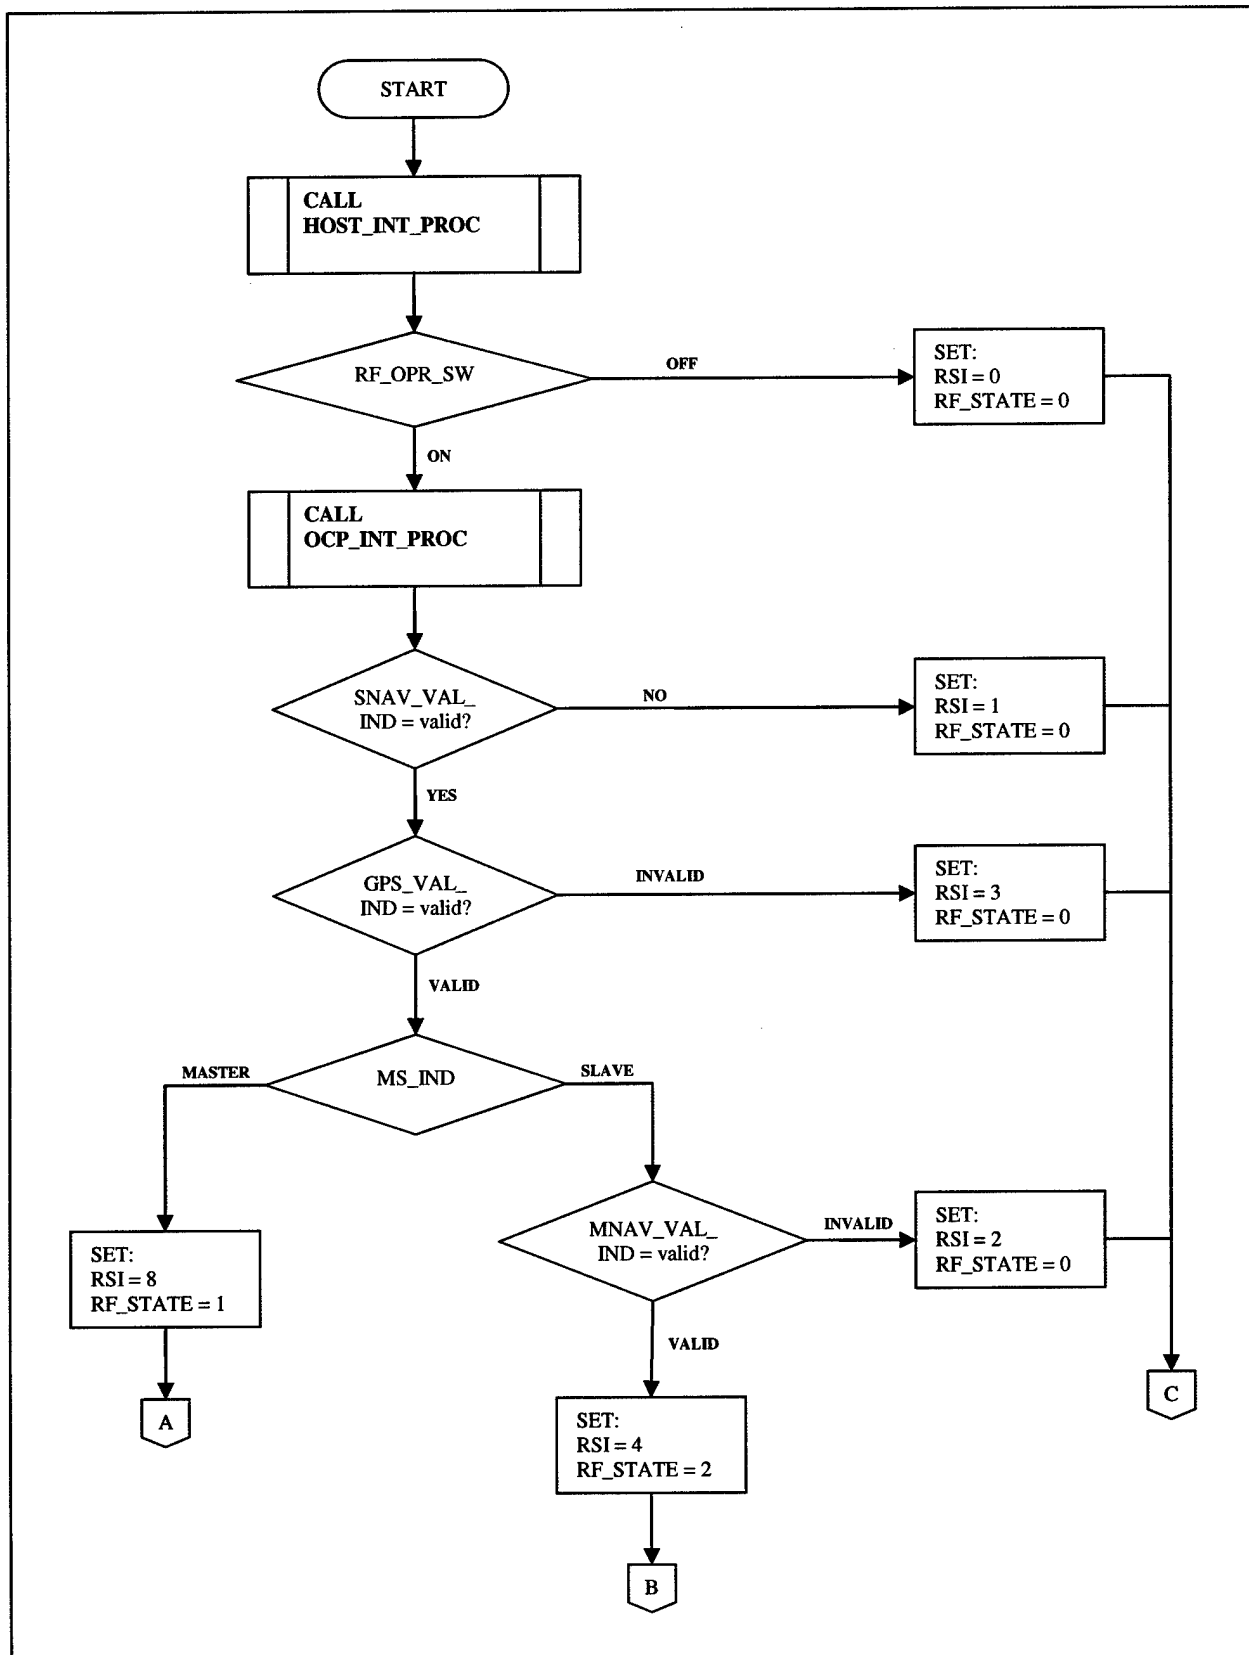 START
CALL
HOST_INT_PROC
RF_OPR_SW
OFF
SET:
RSI = 0
RF_STATE = 0
ON
CALL
OCP_INT_PROC
SNAV_VAL_
IND = valid?
NO
SET:
RSI = 1
RF_STATE = 0
YES
GPS_VAL_
IND = valid?
INVALID
SET:
RSI = 3
RF_STATE = 0
VALID
MS_IND
MASTER
SLAVE
MNAV_VAL_
IND = valid?
INVALID
SET:
RSI = 2
RF_STATE = 0
SET:
RSI = 8
RF_STATE = 1
VALID
A
SET:
RSI = 4
RF_STATE = 2
C
B